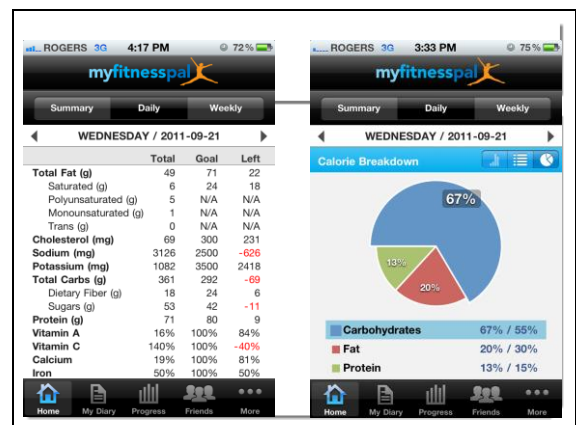 ROGERS 3G 4:17 PM 72%
myfitnesspal
Summary Daily Weekly
WEDNESDAY / 2011-09-21
Total Goal Left
Total Fat (g) 49 71 22
Saturated (g) 6 24 18
Polyunsaturated (g) 5 N/A N/A
Monounsaturated (g) 1 N/A N/A
Trans (g) 0 N/A N/A
Cholesterol (mg) 69 300 231
Sodium (mg) 3126 2500 -626
Potassium (mg) 1082 3500 2418
Total Carbs (g) 361 292 -69
Dietary Fiber (g) 18 24 6
Sugars (g) 53 42 -11
Protein (g) 71 80 9
Vitamin A 16% 100% 84%
Vitamin C 140% 100% -40%
Calcium 19% 100% 81%
Iron 50% 100% 50%
Home My Diary Progress Friends More
ROGERS 3G 3:33 PM 75%
myfitnesspal
Summary Daily Weekly
WEDNESDAY / 2011-09-21
Calorie Breakdown
67%
13%
20%
Carbohydrates 67% / 55%
Fat 20% / 30%
Protein 13% / 15%
Home My Diary Progress Friends More